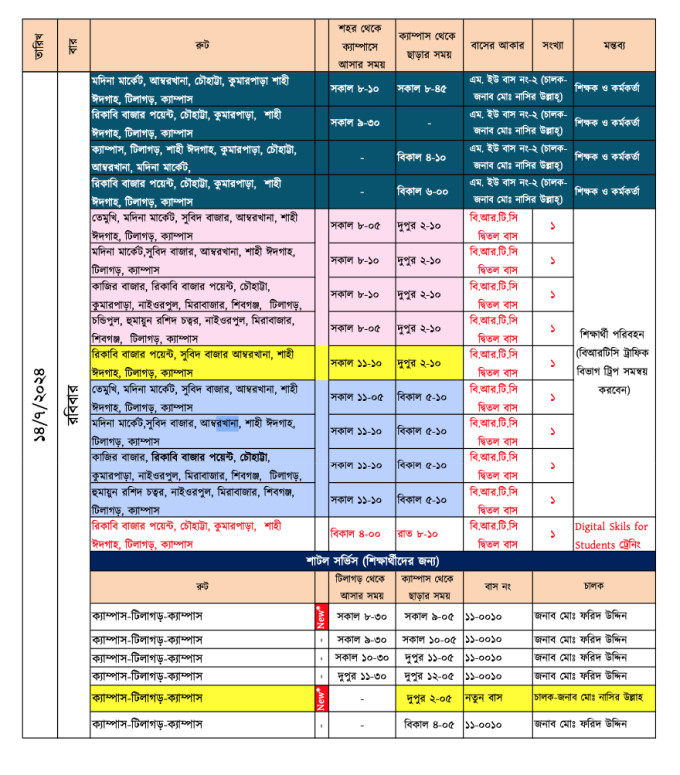 তারিখ
বার
রুট
শহর থেকে
ক্যাম্পাসে
আসার সময়
ক্যাম্পাস থেকে
ছাড়ার সময়
বাসের আকার
সংখ্যা
মন্তব্য
১৪/৭/২০২৪
রবিবার
মদিনা মার্কেট, আম্বরখানা, চৌহাট্টা, কুমারপাড়া শাহী
ঈদগাহ, টিলাগড়, ক্যাম্পাস
সকাল ৮-১০
সকাল ৮-৪৫
এম. ইউ বাস নং-২ (চালক-
জনাব মোঃ নাসির উল্লাহ্)
শিক্ষক ও কর্মকর্তা
রিকাবি বাজার পয়েন্ট, চৌহাট্টা, কুমারপাড়া, শাহী
ঈদগাহ, টিলাগড়, ক্যাম্পাস
সকাল ৯-৩০
-
এম. ইউ বাস নং-২ (চালক-
জনাব মোঃ নাসির উল্লাহ্)
শিক্ষক ও কর্মকর্তা
ক্যাম্পাস, টিলাগড়, শাহী ঈদগাহ, কুমারপাড়া, চৌহাট্টা,
আম্বরখানা, মদিনা মার্কেট,
-
বিকাল ৪-১০
এম. ইউ বাস নং-২ (চালক-
জনাব মোঃ নাসির উল্লাহ্)
শিক্ষক ও কর্মকর্তা
রিকাবি বাজার পয়েন্ট, চৌহাট্টা, কুমারপাড়া, শাহী
ঈদগাহ, টিলাগড়, ক্যাম্পাস
-
বিকাল ৬-০০
এম. ইউ বাস নং-২ (চালক-
জনাব মোঃ নাসির উল্লাহ্)
শিক্ষক ও কর্মকর্তা
তেমুখি, মদিনা মার্কেট, সুবিদ বাজার, আম্বরখানা, শাহী
ঈদগাহ, টিলাগড়, ক্যাম্পাস
সকাল ৮-০৫
দুপুর ২-১০
বি.আর.টি.সি
দ্বিতল বাস
১
মদিনা মার্কেট,সুবিদ বাজার, আম্বরখানা, শাহী ঈদগাহ,
টিলাগড়, ক্যাম্পাস
সকাল ৮-১০
দুপুর ২-১০
বি.আর.টি.সি
দ্বিতল বাস
১
কাজির বাজার, রিকাবি বাজার পয়েন্ট, চৌহাট্টা,
কুমারপাড়া, নাইওরপুল, মিরাবাজার, শিবগঞ্জ, টিলাগড়,
সকাল ৮-১০
দুপুর ২-১০
বি.আর.টি.সি
দ্বিতল বাস
১
চন্ডিপুল, হুমায়ুন রশিদ চত্বর, নাইওরপুল, মিরাবাজার,
শিবগঞ্জ, টিলাগড়, ক্যাম্পাস
সকাল ৮-০৫
দুপুর ২-১০
বি.আর.টি.সি
দ্বিতল বাস
১
রিকাবি বাজার পয়েন্ট, সুবিদ বাজার আম্বরখানা, শাহী
ঈদগাহ, টিলাগড়, ক্যাম্পাস
সকাল ১১-১০
দুপুর ২-১০
বি.আর.টি.সি
দ্বিতল বাস
১
শিক্ষার্থী পরিবহন
(বিআরটিসি ট্রাফিক
বিভাগ ট্রিপ সমন্বয়
করবেন)
তেমুখি, মদিনা মার্কেট, সুবিদ বাজার, আম্বরখানা, শাহী
ঈদগাহ, টিলাগড়, ক্যাম্পাস
সকাল ১১-০৫
বিকাল ৫-১০
বি.আর.টি.সি
দ্বিতল বাস
১
মদিনা মার্কেট,সুবিদ বাজার, আম্বরখানা, শাহী ঈদগাহ,
টিলাগড়, ক্যাম্পাস
সকাল ১১-১০
বিকাল ৫-১০
বি.আর.টি.সি
দ্বিতল বাস
১
কাজির বাজার, রিকাবি বাজার পয়েন্ট, চৌহাট্টা,
কুমারপাড়া, নাইওরপুল, মিরাবাজার, শিবগঞ্জ, টিলাগড়,
সকাল ১১-১০
বিকাল ৫-১০
বি.আর.টি.সি
দ্বিতল বাস
১
হুমায়ুন রশিদ চত্বর, নাইওরপুল, মিরাবাজার, শিবগঞ্জ,
টিলাগড়, ক্যাম্পাস
সকাল ১১-১০
বিকাল ৫-১০
বি.আর.টি.সি
দ্বিতল বাস
১
রিকাবি বাজার পয়েন্ট, চৌহাট্টা, কুমারপাড়া, শাহী
ঈদগাহ, টিলাগড়, ক্যাম্পাস
বিকাল ৪-০০
রাত ৮-১০
বি.আর.টি.সি
দ্বিতল বাস
১
Digital Skils for
Students ট্রেনিং
শাটল সর্ভিস (শিক্ষার্থীদের জন্য)
রুট
টিলাগড় থেকে
আসার সময়
ক্যাম্পাস থেকে
ছাড়ার সময়
বাস নং
চালক
ক্যাম্পাস-টিলাগড়-ক্যাম্পাস
New*
সকাল ৮-৩০
সকাল ৯-০৫
১১-০০১০
জনাব মোঃ ফরিদ উদ্দিন
ক্যাম্পাস-টিলাগড়-ক্যাম্পাস
সকাল ৯-৩০
সকাল ১০-০৫
১১-০০১০
জনাব মোঃ ফরিদ উদ্দিন
ক্যাম্পাস-টিলাগড়-ক্যাম্পাস
সকাল ১০-৩০
দুপুর ১১-০৫
১১-০০১০
জনাব মোঃ ফরিদ উদ্দিন
ক্যাম্পাস-টিলাগড়-ক্যাম্পাস
দুপুর ১১-৩০
দুপুর ১২-০৫
১১-০০১০
জনাব মোঃ ফরিদ উদ্দিন
ক্যাম্পাস-টিলাগড়-ক্যাম্পাস
New*
-
দুপুর ২-০৫
নতুন বাস
চালক-জনাব মোঃ নাসির উল্লাহ
ক্যাম্পাস-টিলাগড়-ক্যাম্পাস
-
বিকাল ৪-০৫
১১-০০১০
জনাব মোঃ ফরিদ উদ্দিন